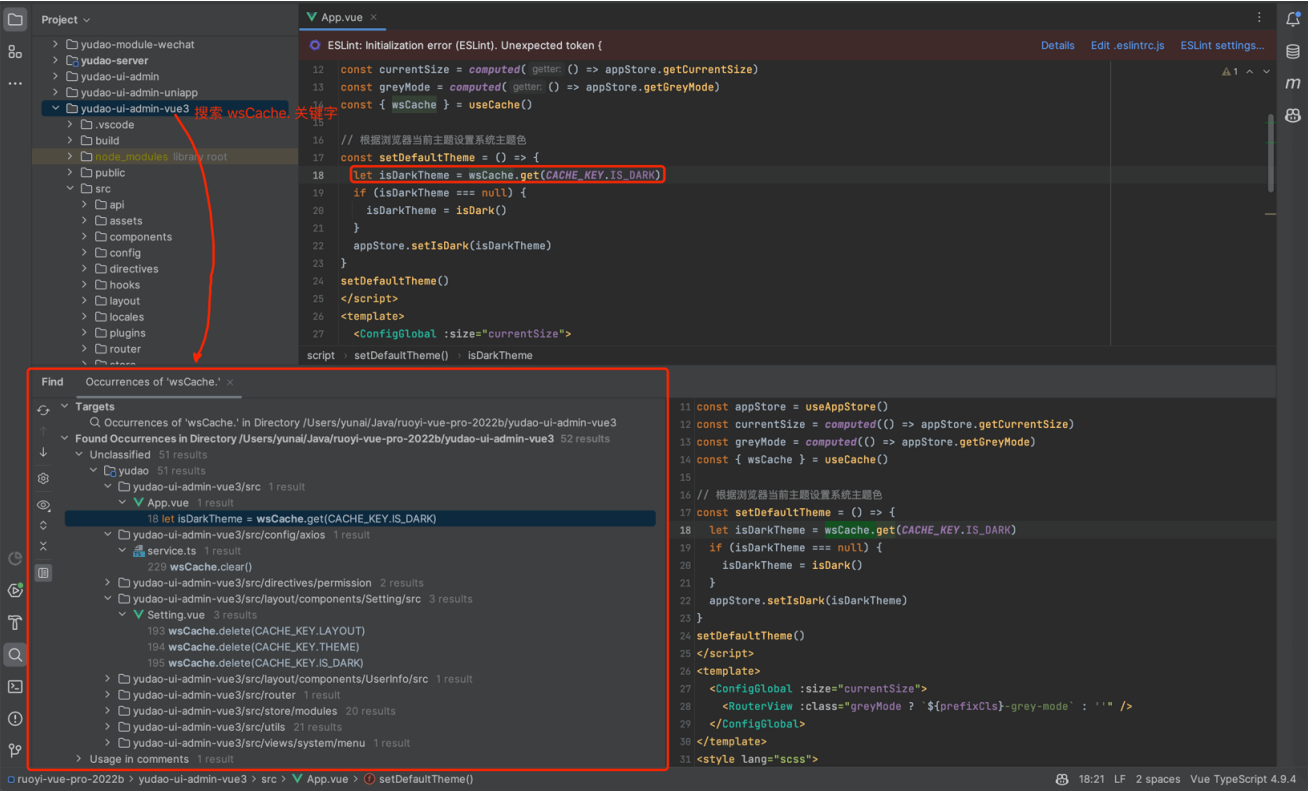 Project
yudao-module-wechat
yudao-server
yudao-ui-admin
yudao-ui-admin-uniapp
yudao-ui-admin-vue3
搜索 wsCache. 关键字
.vscode
build
node_modules library root
public
src
api
assets
components
config
directives
hooks
layout
locales
plugins
router
store
App.vue
ESLint: Initialization error (ESLint). Unexpected token {
Details
Edit .eslintrc.js
ESLint settings...
1
12 const currentSize = computed( getter: () => appStore.getCurrentSize)
13 const greyMode = computed( getter: () => appStore.getGreyMode)
14 const { wsCache } = useCache()
15
16 // 根据浏览器当前主题设置系统主题色
17 const setDefaultTheme = () => {
18 let isDarkTheme = wsCache.get(CACHE_KEY.IS_DARK)
19 if (isDarkTheme === null) {
20 isDarkTheme = isDark()
21 }
22 appStore.setIsDark(isDarkTheme)
23 }
24 setDefaultTheme()
25 </script>
26 <template>
27 <ConfigGlobal :size="currentSize">
script › setDefaultTheme() › isDarkTheme
Find
Occurrences of 'wsCache.'
Targets
Occurrences of 'wsCache.' in Directory /Users/yunai/Java/ruoyi-vue-pro-2022b/yudao-ui-admin-vue3
Found Occurrences in Directory /Users/yunai/Java/ruoyi-vue-pro-2022b/yudao-ui-admin-vue3 52 results
Unclassified 51 results
yudao 51 results
yudao-ui-admin-vue3/src 1 result
App.vue 1 result
18 let isDarkTheme = wsCache.get(CACHE_KEY.IS_DARK)
yudao-ui-admin-vue3/src/config/axios 1 result
service.ts 1 result
229 wsCache.clear()
yudao-ui-admin-vue3/src/directives/permission 2 results
yudao-ui-admin-vue3/src/layout/components/Setting/src 3 results
Setting.vue 3 results
193 wsCache.delete(CACHE_KEY.LAYOUT)
194 wsCache.delete(CACHE_KEY.THEME)
195 wsCache.delete(CACHE_KEY.IS_DARK)
yudao-ui-admin-vue3/src/layout/components/UserInfo/src 1 result
yudao-ui-admin-vue3/src/router 1 result
yudao-ui-admin-vue3/src/store/modules 20 results
yudao-ui-admin-vue3/src/utils 21 results
yudao-ui-admin-vue3/src/views/system/menu 1 result
Usage in comments 1 result
11 const appStore = useAppStore()
12 const currentSize = computed(() => appStore.getCurrentSize)
13 const greyMode = computed(() => appStore.getGreyMode)
14 const { wsCache } = useCache()
15
16 // 根据浏览器当前主题设置系统主题色
17 const setDefaultTheme = () => {
18 let isDarkTheme = wsCache.get(CACHE_KEY.IS_DARK)
19 if (isDarkTheme === null) {
20 isDarkTheme = isDark()
21 }
22 appStore.setIsDark(isDarkTheme)
23 }
24 setDefaultTheme()
25 </script>
26 <template>
27 <ConfigGlobal :size="currentSize">
28 <RouterView :class="greyMode ? `${prefixCls}-grey-mode` : ''" />
29 </ConfigGlobal>
30 </template>
31 <style lang="scss">
ruoyi-vue-pro-2022b › yudao-ui-admin-vue3 › src › App.vue › setDefaultTheme()
18:21 LF 2 spaces Vue TypeScript 4.9.4